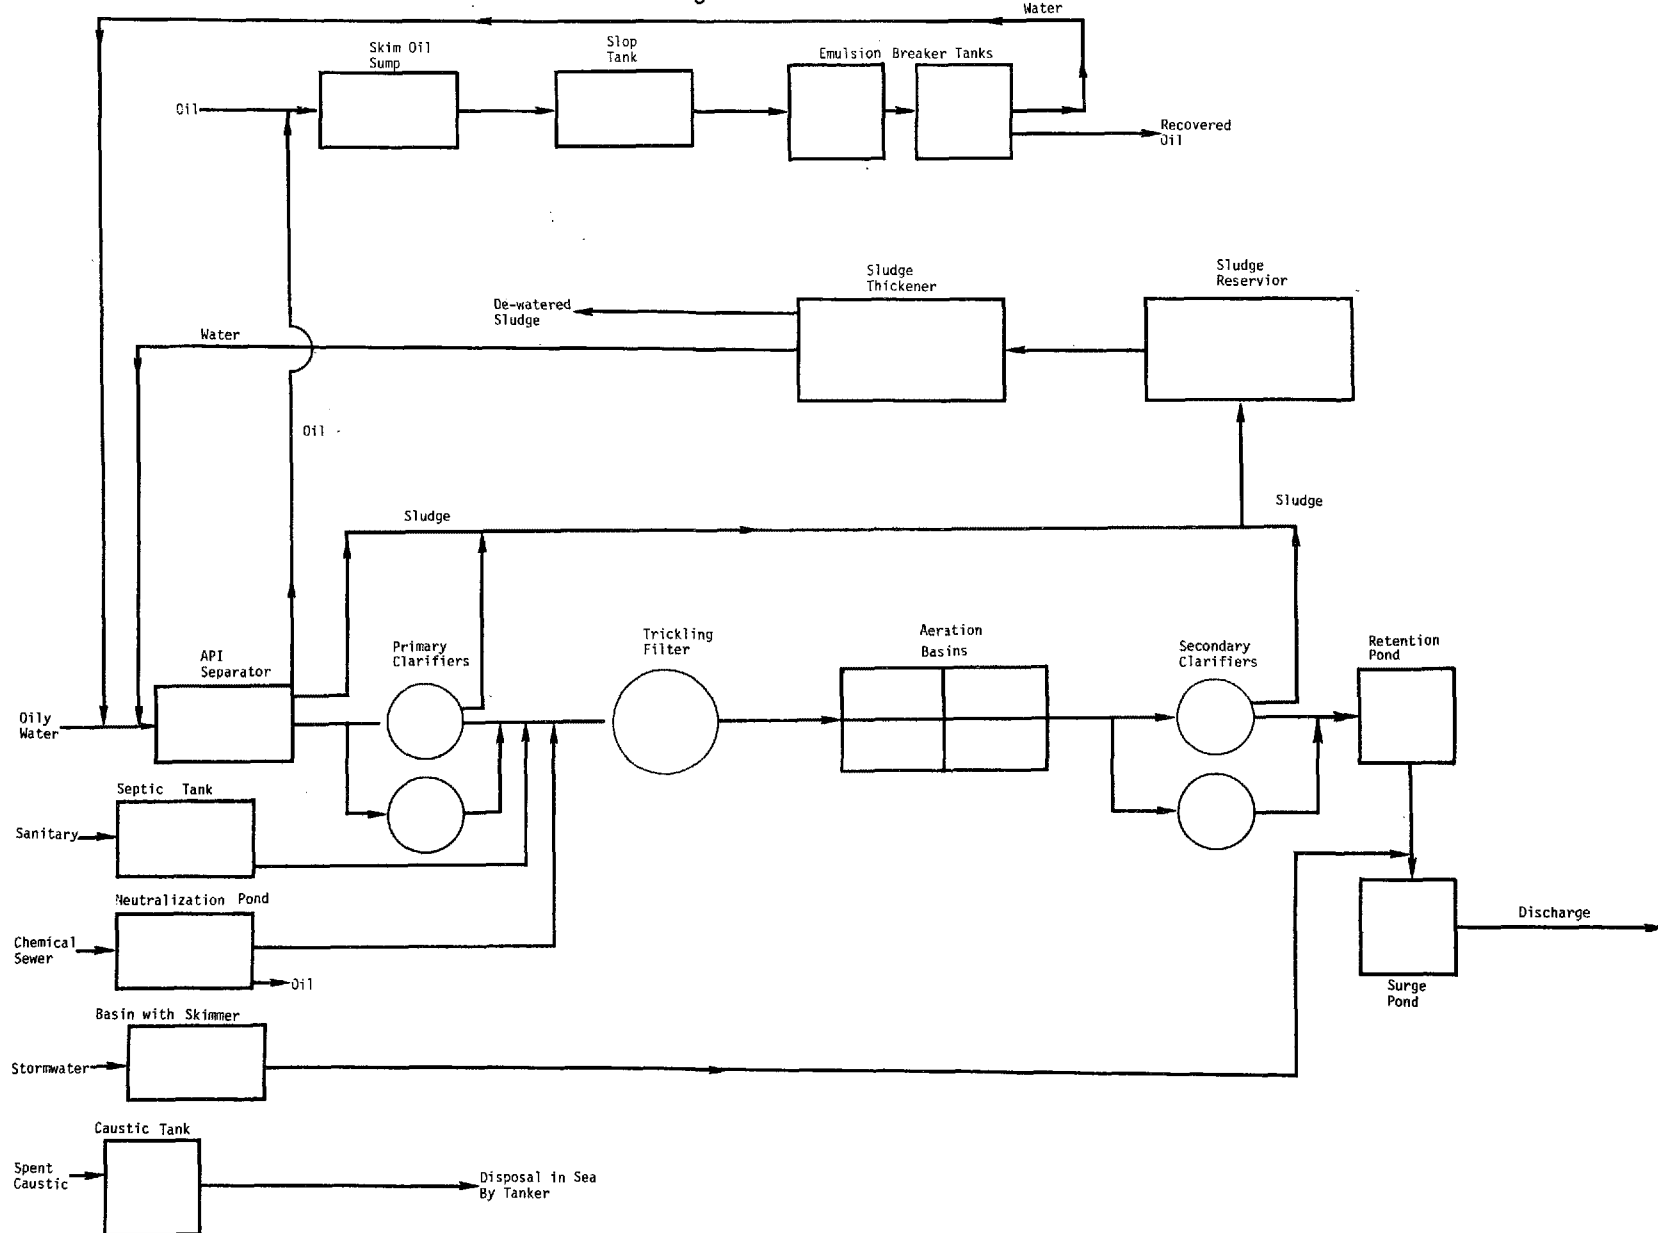 Water
Skim Oil
Sump
Slop
Tank
Emulsion Breaker Tanks
Oil
Recovered
Oil
Sludge
Thickener
Sludge
Reservior
De-watered
Sludge
Water
Oil
Sludge
Sludge
API
Separator
Primary
Clarifiers
Trickling
Filter
Aeration
Basins
Secondary
Clarifiers
Retention
Pond
Oily
Water
Septic Tank
Sanitary
Neutralization Pond
Chemical
Sewer
Oil
Discharge
Surge
Pond
Basin with Skimmer
Stormwater
Caustic Tank
Spent
Caustic
Disposal in Sea
By Tanker